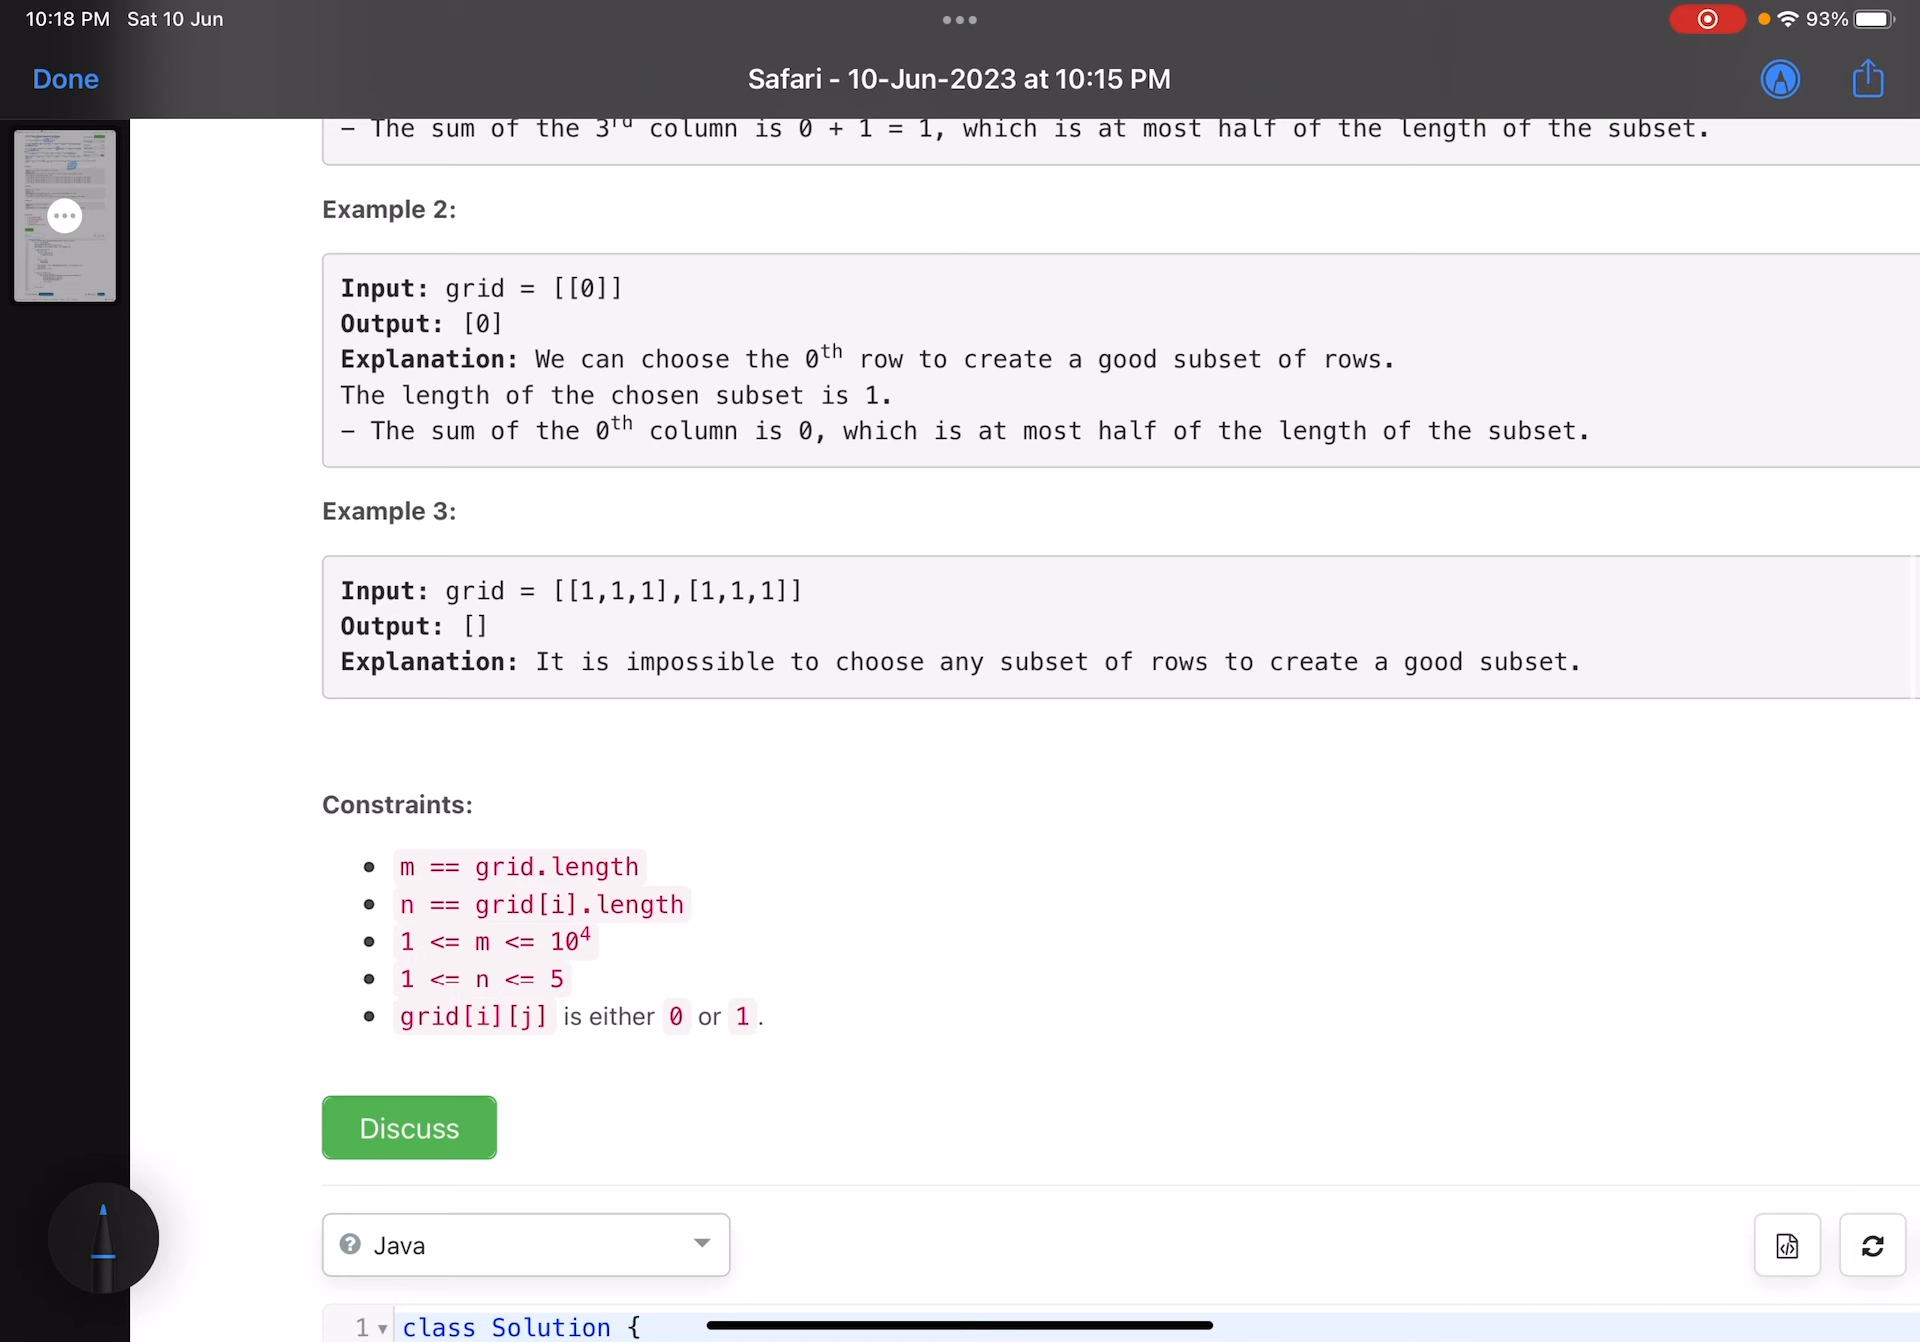 10:18 PM Sat 10 Jun
93%
Done
Safari - 10-Jun-2023 at 10:15 PM
– The sum of the 3rd column is 0 + 1 = 1, which is at most half of the length of the subset.
Example 2:
Input: grid = [[0]]
Output: [0]
Explanation: We can choose the 0th row to create a good subset of rows.
The length of the chosen subset is 1.
– The sum of the 0th column is 0, which is at most half of the length of the subset.
Example 3:
Input: grid = [[1,1,1],[1,1,1]]
Output: []
Explanation: It is impossible to choose any subset of rows to create a good subset.
Constraints:
m == grid.length
n == grid[i].length
1 <= m <= 10⁴
1 <= n <= 5
grid[i][j] is either 0 or 1.
Discuss
Java
1 class Solution {